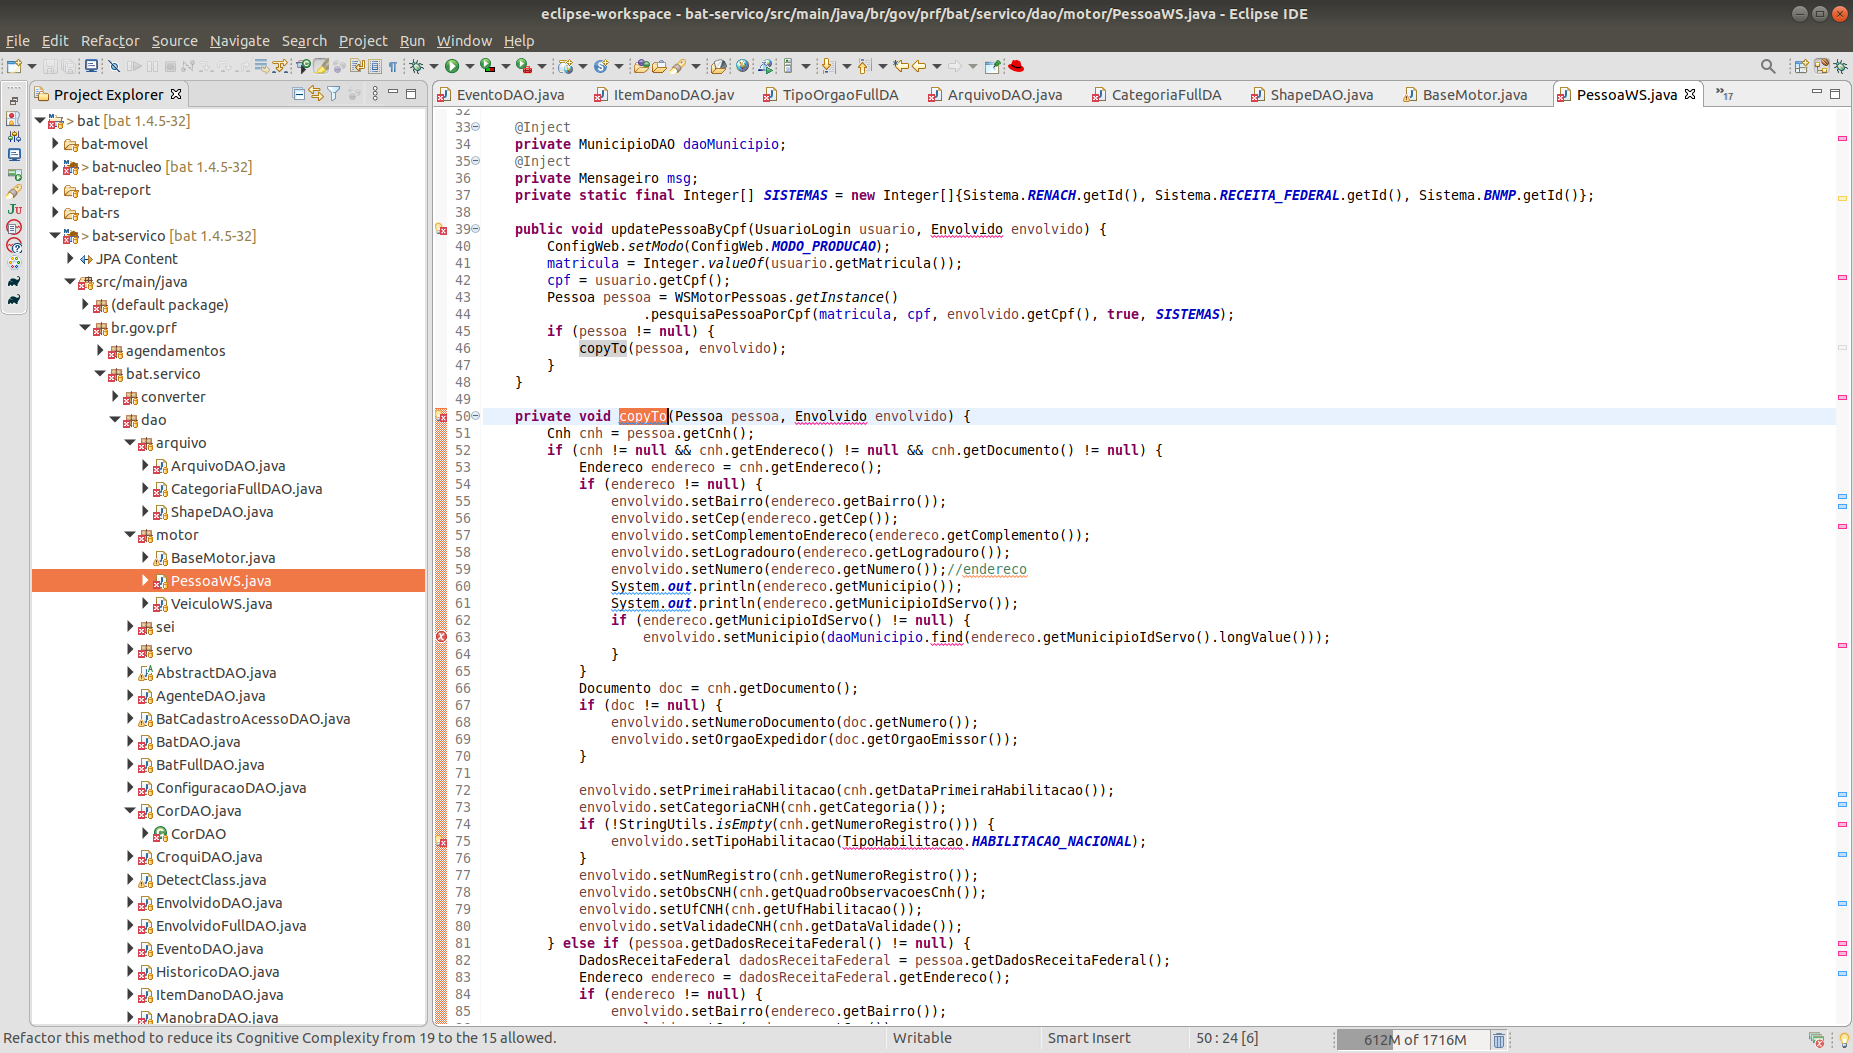 eclipse-workspace - bat-servico/src/main/java/br/gov/prf/bat/servico/dao/motor/PessoaWS.java - Eclipse IDE
File Edit Refactor Source Navigate Search Project Run Window Help
Project Explorer
> bat [bat 1.4.5-32]
bat-movel
> bat-nucleo [bat 1.4.5-32]
bat-report
bat-rs
> bat-servico [bat 1.4.5-32]
JPA Content
src/main/java
(default package)
br.gov.prf
agendamentos
bat.servico
converter
dao
arquivo
ArquivoDAO.java
CategoriaFullDAO.java
ShapeDAO.java
motor
BaseMotor.java
PessoaWS.java
VeiculoWS.java
sei
servo
AbstractDAO.java
AgenteDAO.java
BatCadastroAcessoDAO.java
BatDAO.java
BatFullDAO.java
ConfiguracaoDAO.java
CorDAO.java
CorDAO
CroquiDAO.java
DetectClass.java
EnvolvidoDAO.java
EnvolvidoFullDAO.java
EventoDAO.java
HistoricoDAO.java
ItemDanoDAO.java
ManobraDAO.java
EventoDAO.java ItemDanoDAO.jav TipoOrgaoFullDA ArquivoDAO.java CategoriaFullDA ShapeDAO.java BaseMotor.java PessoaWS.java »17
32
33 @Inject
34 private MunicipioDAO daoMunicipio;
35 @Inject
36 private Mensageiro msg;
37 private static final Integer[] SISTEMAS = new Integer[]{Sistema.RENACH.getId(), Sistema.RECEITA_FEDERAL.getId(), Sistema.BNMP.getId()};
38
39 public void updatePessoaByCpf(UsuarioLogin usuario, Envolvido envolvido) {
40 ConfigWeb.setModo(ConfigWeb.MODO_PRODUCAO);
41 matricula = Integer.valueOf(usuario.getMatricula());
42 cpf = usuario.getCpf();
43 Pessoa pessoa = WSMotorPessoas.getInstance()
44 .pesquisaPessoaPorCpf(matricula, cpf, envolvido.getCpf(), true, SISTEMAS);
45 if (pessoa != null) {
46 copyTo(pessoa, envolvido);
47 }
48 }
49
50 private void copyTo(Pessoa pessoa, Envolvido envolvido) {
51 Cnh cnh = pessoa.getCnh();
52 if (cnh != null && cnh.getEndereco() != null && cnh.getDocumento() != null) {
53 Endereco endereco = cnh.getEndereco();
54 if (endereco != null) {
55 envolvido.setBairro(endereco.getBairro());
56 envolvido.setCep(endereco.getCep());
57 envolvido.setComplementoEndereco(endereco.getComplemento());
58 envolvido.setLogradouro(endereco.getLogradouro());
59 envolvido.setNumero(endereco.getNumero());//endereco
60 System.out.println(endereco.getMunicipio());
61 System.out.println(endereco.getMunicipioIdServo());
62 if (endereco.getMunicipioIdServo() != null) {
63 envolvido.setMunicipio(daoMunicipio.find(endereco.getMunicipioIdServo().longValue()));
64 }
65 }
66 Documento doc = cnh.getDocumento();
67 if (doc != null) {
68 envolvido.setNumeroDocumento(doc.getNumero());
69 envolvido.setOrgaoExpedidor(doc.getOrgaoEmissor());
70 }
71
72 envolvido.setPrimeiraHabilitacao(cnh.getDataPrimeiraHabilitacao());
73 envolvido.setCategoriaCNH(cnh.getCategoria());
74 if (!StringUtils.isEmpty(cnh.getNumeroRegistro())) {
75 envolvido.setTipoHabilitacao(TipoHabilitacao.HABILITACAO_NACIONAL);
76 }
77 envolvido.setNumRegistro(cnh.getNumeroRegistro());
78 envolvido.setObsCNH(cnh.getQuadroObservacoesCnh());
79 envolvido.setUfCNH(cnh.getUfHabilitacao());
80 envolvido.setValidadeCNH(cnh.getDataValidade());
81 } else if (pessoa.getDadosReceitaFederal() != null) {
82 DadosReceitaFederal dadosReceitaFederal = pessoa.getDadosReceitaFederal();
83 Endereco endereco = dadosReceitaFederal.getEndereco();
84 if (endereco != null) {
85 envolvido.setBairro(endereco.getBairro());
Refactor this method to reduce its Cognitive Complexity from 19 to the 15 allowed. Writable Smart Insert 50 : 24 [6] 612M of 1716M